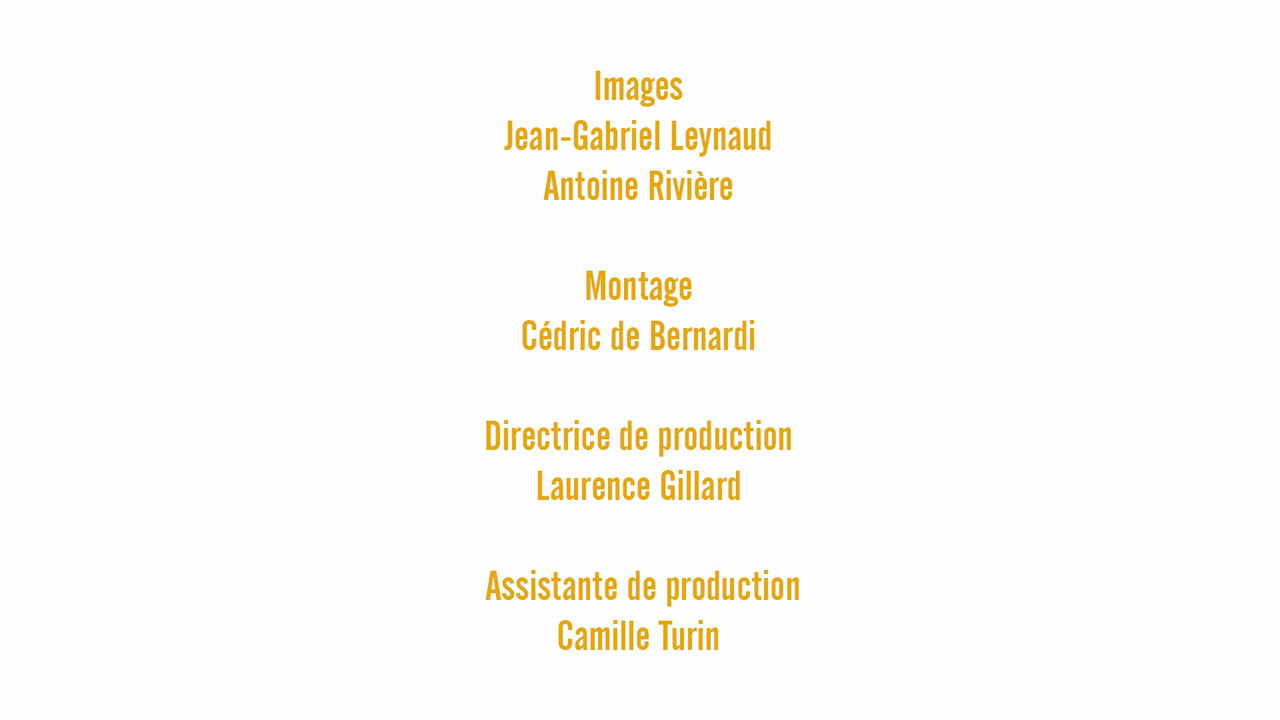 Images
Jean-Gabriel Leynaud
Antoine Rivière
Montage
Cédric de Bernardi
Directrice de production
Laurence Gillard
Assistante de production
Camille Turin